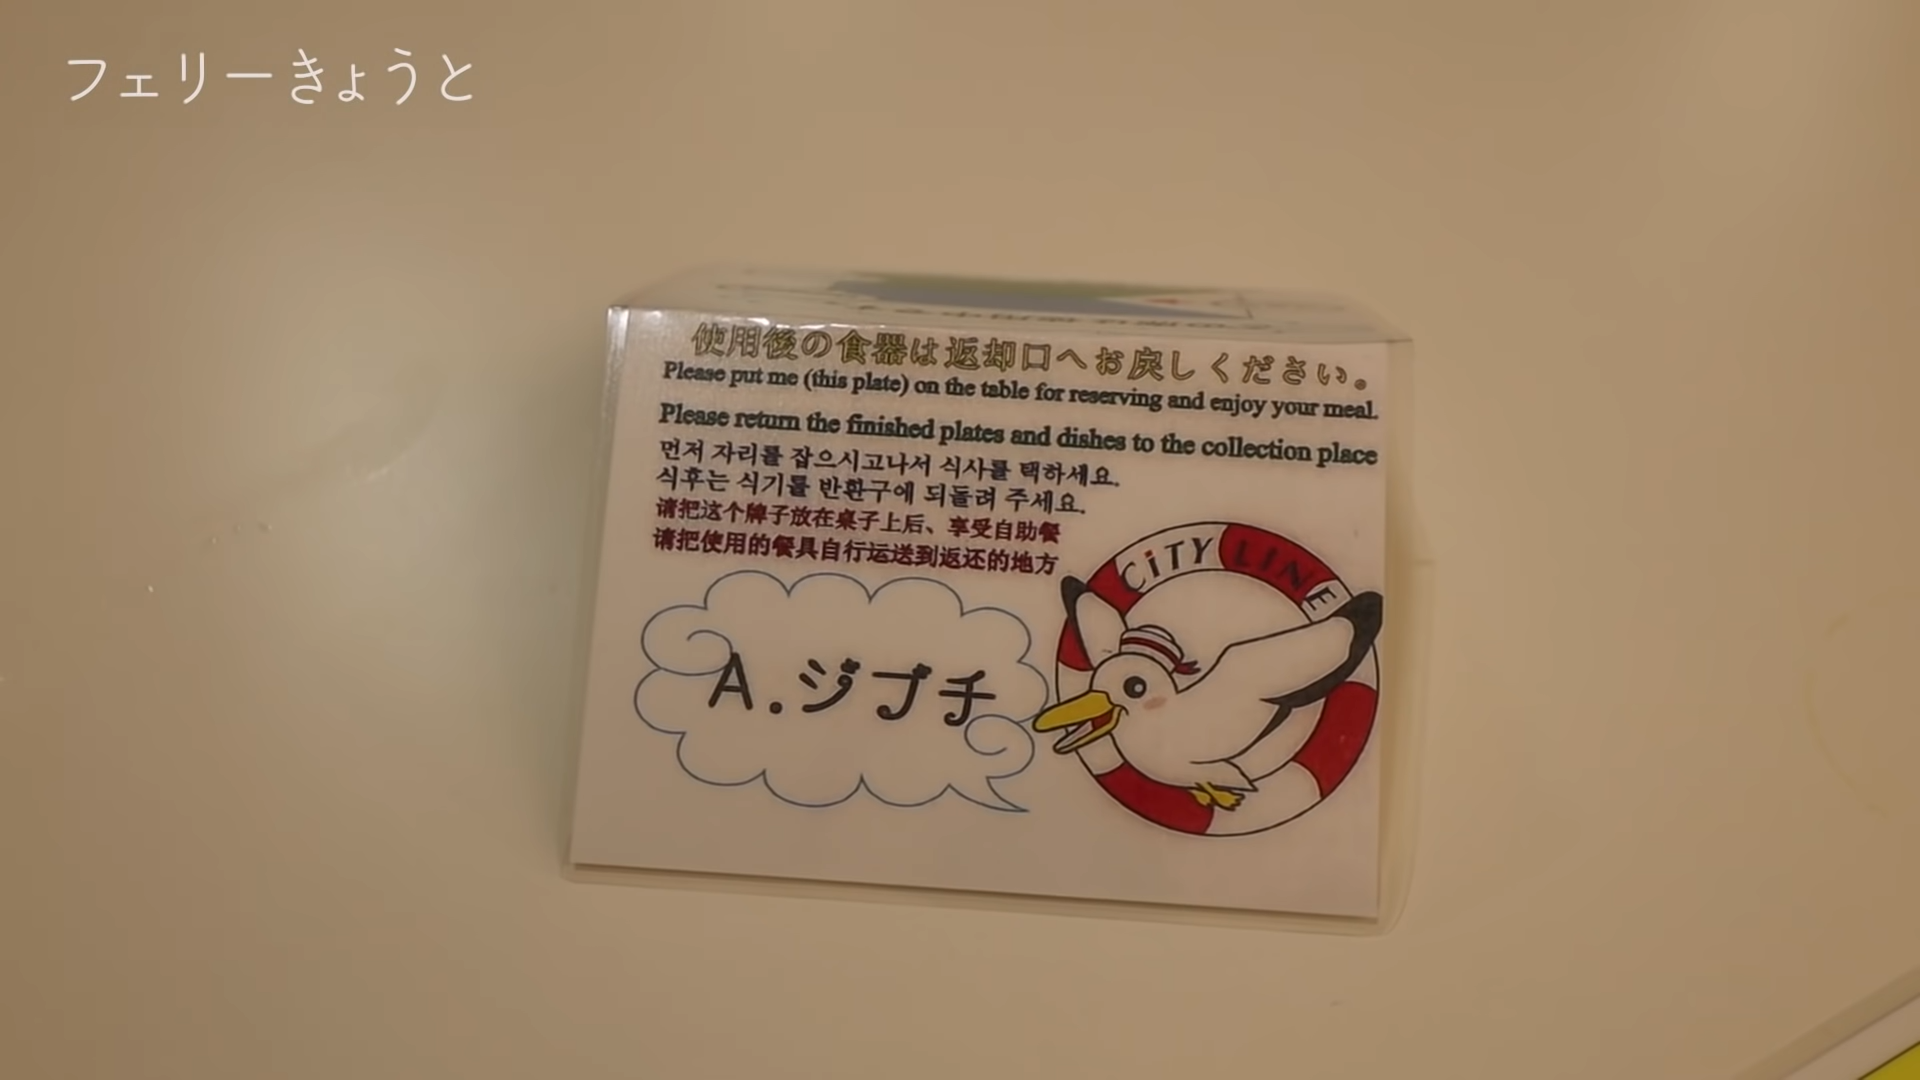 フェリーきょうと
使用後の食器は返却口へお戻しください。
Please put me (this plate) on the table for reserving and enjoy your meal.
Please return the finished plates and dishes to the collection place
먼저 자리를 잡으시고나서 식사를 택하세요.
식후는 식기를 반환구에 되돌려 주세요.
请把这个牌子放在桌子上后、享受自助餐
请把使用的餐具自行运送到返还的地方
CiTY LiNE
A.ジブチ